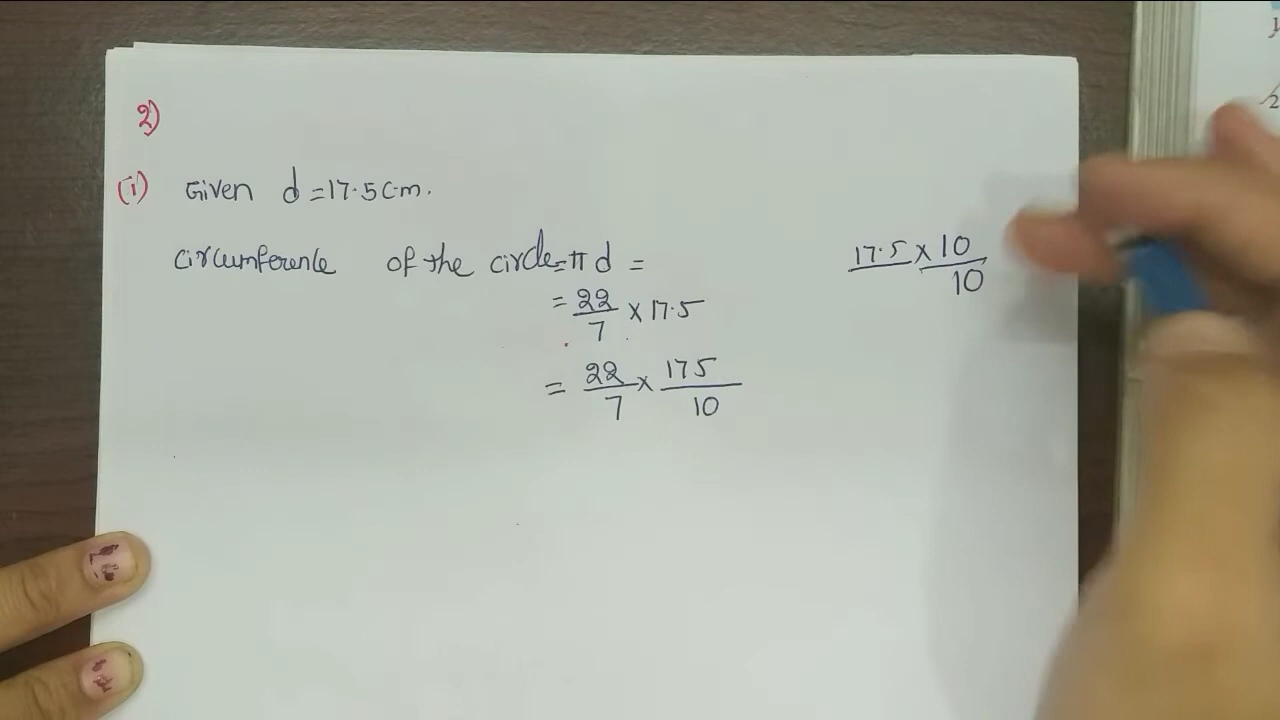 2)
(i) Given d = 17.5 cm.
circumference of the circle = π d =
= 22/7 × 17.5
17.5 × 10/10
= 22/7 × 175/10